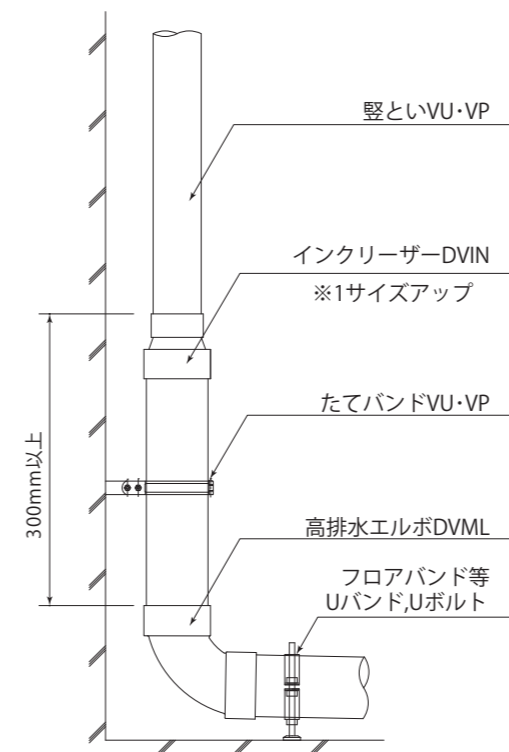 竪といVU･VP
インクリーザーDVIN
※1サイズアップ
たてバンドVU･VP
300mm以上
高排水エルボDVML
フロアバンド等
Uバンド,Uボルト